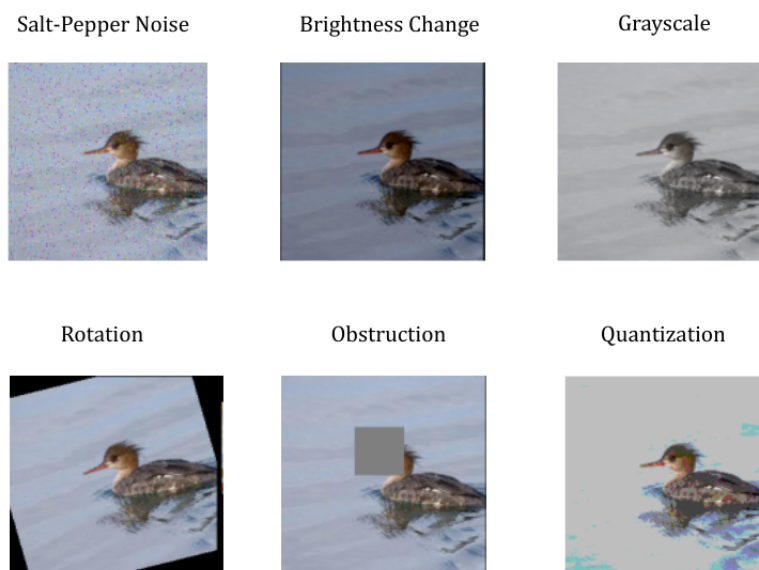 Salt-Pepper Noise
Brightness Change
Grayscale
Rotation
Obstruction
Quantization